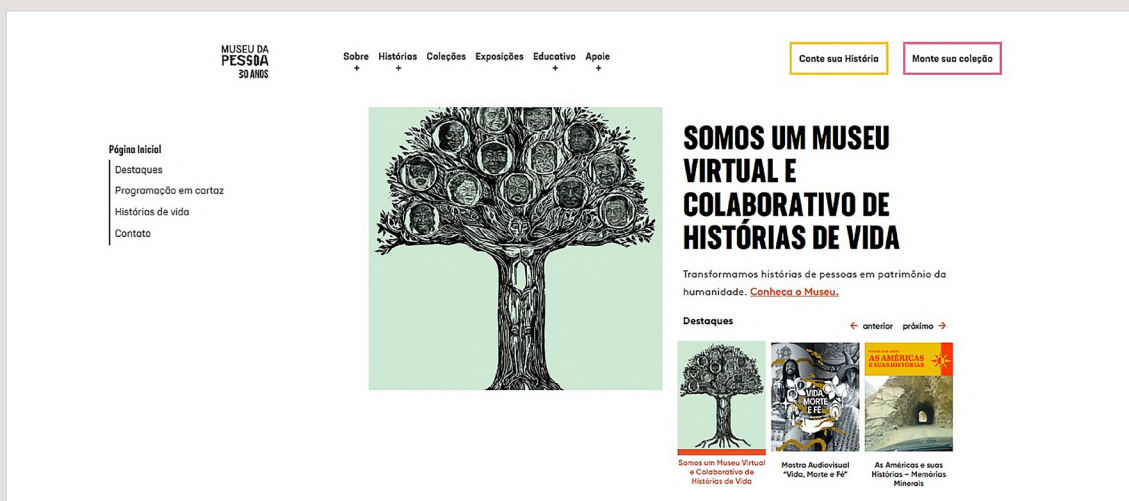 MUSEU DA
PESSOA
30 ANOS
Sobre
+
Histórias
+
Coleções
Exposições
Educativo
+
Apoie
+
Conte sua História
Monte sua coleção
Página Inicial
Destaques
Programação em cartaz
Histórias de vida
Contato
SOMOS UM MUSEU
VIRTUAL E
COLABORATIVO DE
HISTÓRIAS DE VIDA
Transformamos histórias de pessoas em patrimônio da
humanidade. Conheça o Museu.
Destaques
← anterior
próximo →
VIDA,
MORTE
E FÉ
AS AMÉRICAS
E SUAS HISTÓRIAS
Somos um Museu Virtual
e Colaborativo de
Histórias de Vida
Mostra Audiovisual
"Vida, Morte e Fé"
As Américas e suas
Histórias – Memórias
Minerais